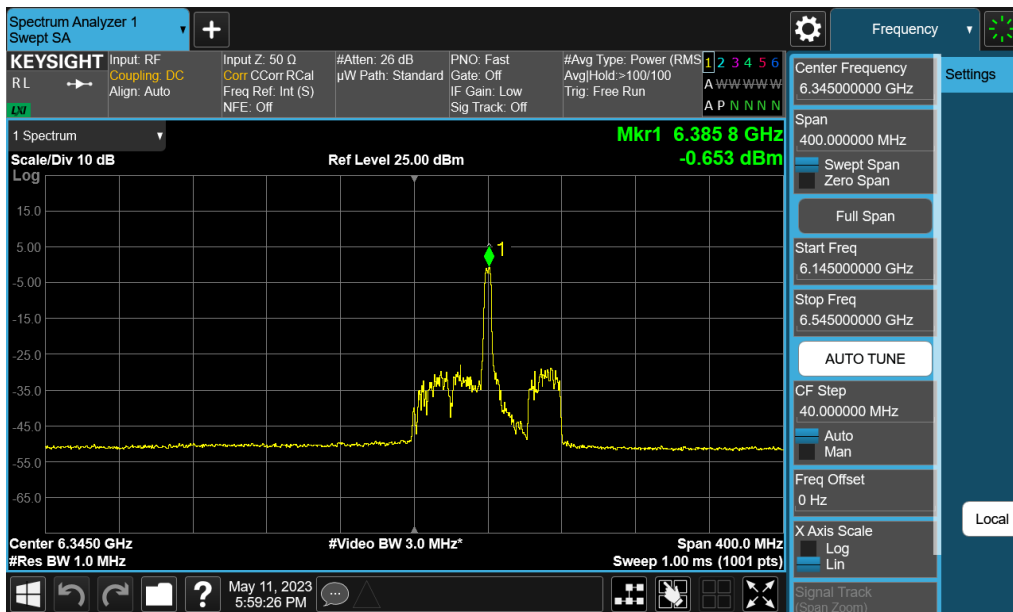 Spectrum Analyzer 1
Swept SA
Frequency
KEYSIGHT
R L
LXI
Input: RF
Coupling: DC
Align: Auto
Input Z: 50 Ω
Corr CCorr RCal
Freq Ref: Int (S)
NFE: Off
#Atten: 26 dB
µW Path: Standard
PNO: Fast
Gate: Off
IF Gain: Low
Sig Track: Off
#Avg Type: Power (RMS
Avg|Hold:>100/100
Trig: Free Run
1 2 3 4 5 6
A W W W W W
A P N N N N
1 Spectrum
Scale/Div 10 dB
Log
Ref Level 25.00 dBm
Mkr1 6.385 8 GHz
-0.653 dBm
15.0
5.00
-5.00
-15.0
-25.0
-35.0
-45.0
-55.0
-65.0
1
Center 6.3450 GHz
#Res BW 1.0 MHz
#Video BW 3.0 MHz*
Span 400.0 MHz
Sweep 1.00 ms (1001 pts)
Center Frequency
6.345000000 GHz
Span
400.000000 MHz
Swept Span
Zero Span
Full Span
Start Freq
6.145000000 GHz
Stop Freq
6.545000000 GHz
AUTO TUNE
CF Step
40.000000 MHz
Auto
Man
Freq Offset
0 Hz
X Axis Scale
Log
Lin
Signal Track
(Span Zoom)
Settings
Local
?
May 11, 2023
5:59:26 PM